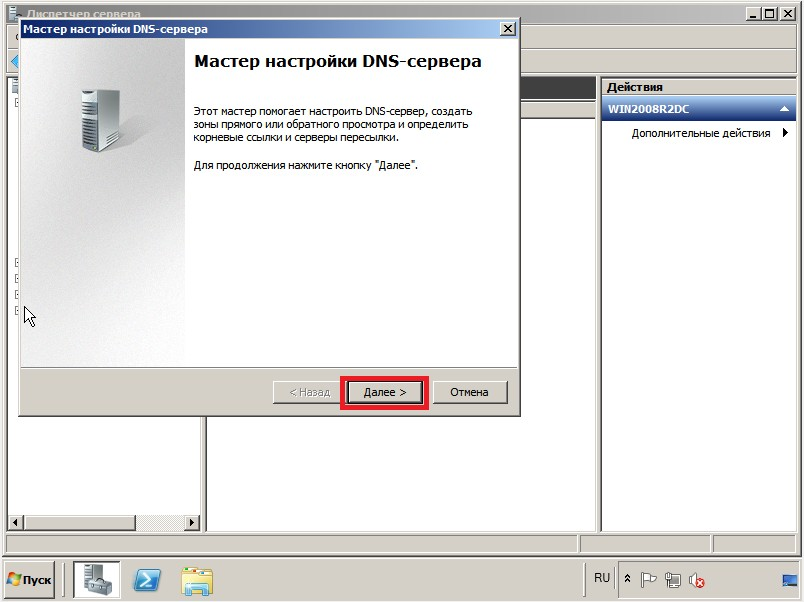 Диспетчер сервера
Мастер настройки DNS-сервера
Мастер настройки DNS-сервера
Этот мастер помогает настроить DNS-сервер, создать
зоны прямого или обратного просмотра и определить
корневые ссылки и серверы пересылки.
Для продолжения нажмите кнопку "Далее".
< Назад
Далее >
Отмена
Действия
WIN2008R2DC
Дополнительные действия
Пуск
RU